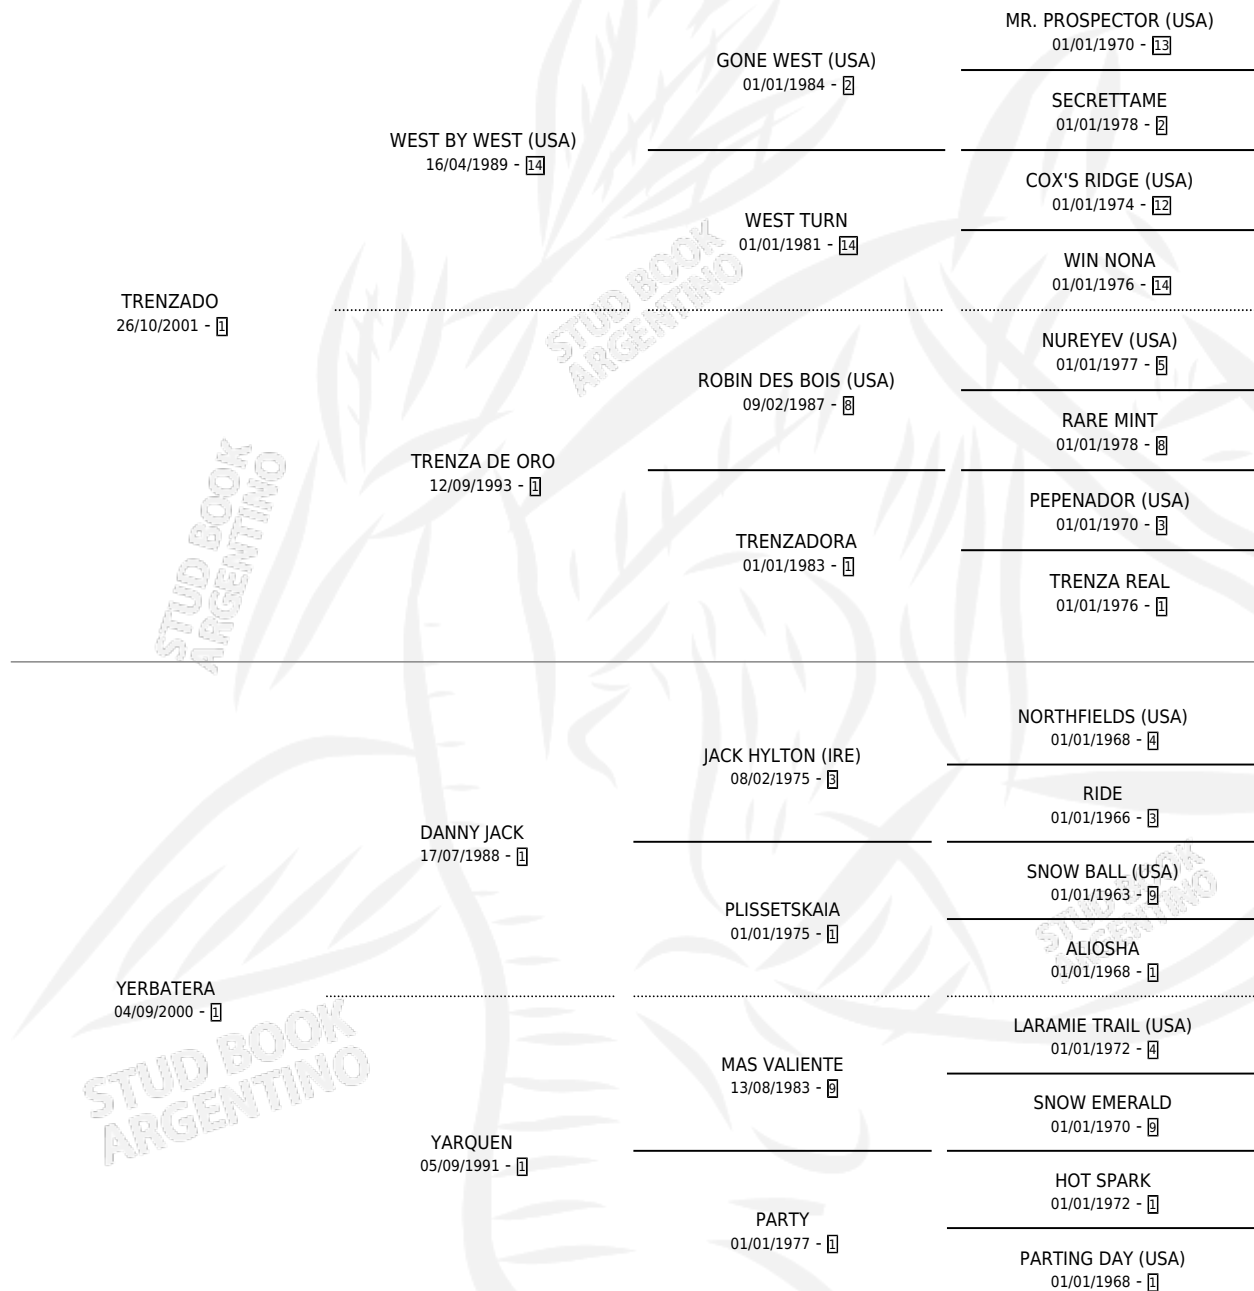 MR. PROSPECTOR (USA)
01/01/1970 - 13
GONE WEST (USA)
01/01/1984 - 2
SECRETTAME
01/01/1978 - 2
WEST BY WEST (USA)
16/04/1989 - 14
COX'S RIDGE (USA)
01/01/1974 - 12
WEST TURN
01/01/1981 - 14
WIN NONA
01/01/1976 - 14
TRENZADO
26/10/2001 - 1
NUREYEV (USA)
01/01/1977 - 5
ROBIN DES BOIS (USA)
09/02/1987 - 8
RARE MINT
01/01/1978 - 8
TRENZA DE ORO
12/09/1993 - 1
PEPENADOR (USA)
01/01/1970 - 3
TRENZADORA
01/01/1983 - 1
TRENZA REAL
01/01/1976 - 1
NORTHFIELDS (USA)
01/01/1968 - 4
JACK HYLTON (IRE)
08/02/1975 - 3
RIDE
01/01/1966 - 3
DANNY JACK
17/07/1988 - 1
SNOW BALL (USA)
01/01/1963 - 9
PLISSETSKAIA
01/01/1975 - 1
ALIOSHA
01/01/1968 - 1
YERBATERA
04/09/2000 - 1
LARAMIE TRAIL (USA)
01/01/1972 - 4
MAS VALIENTE
13/08/1983 - 9
SNOW EMERALD
01/01/1970 - 9
YARQUEN
05/09/1991 - 1
HOT SPARK
01/01/1972 - 1
PARTY
01/01/1977 - 1
PARTING DAY (USA)
01/01/1968 - 1
STUD BOOK
ARGENTINO
STUD BOOK
ARGENTINO
STUD BOOK
ARGENTINO
STUD BOOK
ARGENTINO